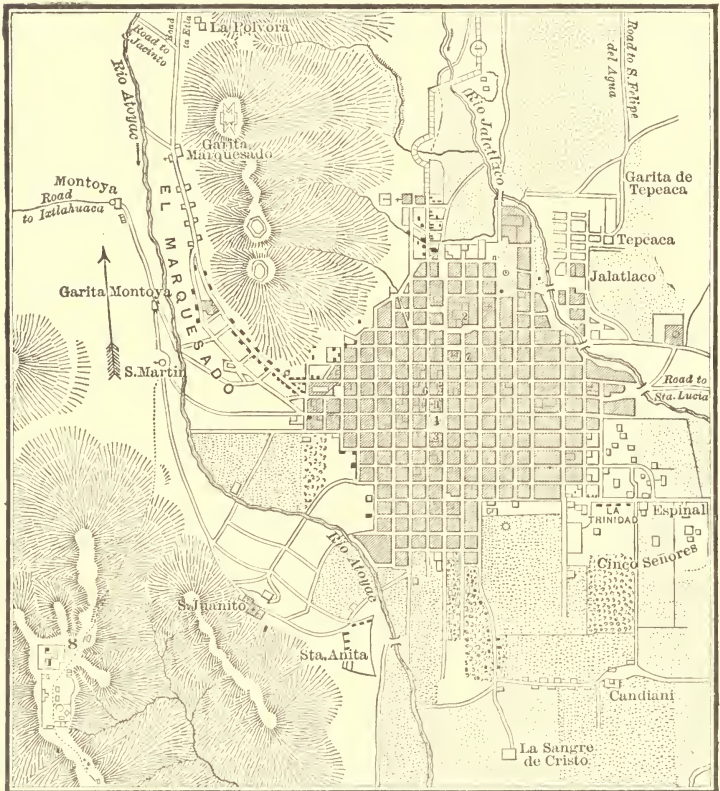 La Polvora
Road to
Jacinto
Road
to Etla
Rio Atoyac
Rio Jalatlaco
Road to S. Felipe
del Agua
Garita
Marquesado
Garita de
Tepeaca
Montoya
Road
to Ixtlahuaca
Tepeaca
EL MARQUESADO
Jalatlaco
Garita Montoya
S. Martin
Road to
Sta. Lucia
Espinal
LA
TRINIDAD
Cinco Señores
Rio Atoyac
S. Juanito
Sta. Anita
Candiani
La Sangre
de Cristo